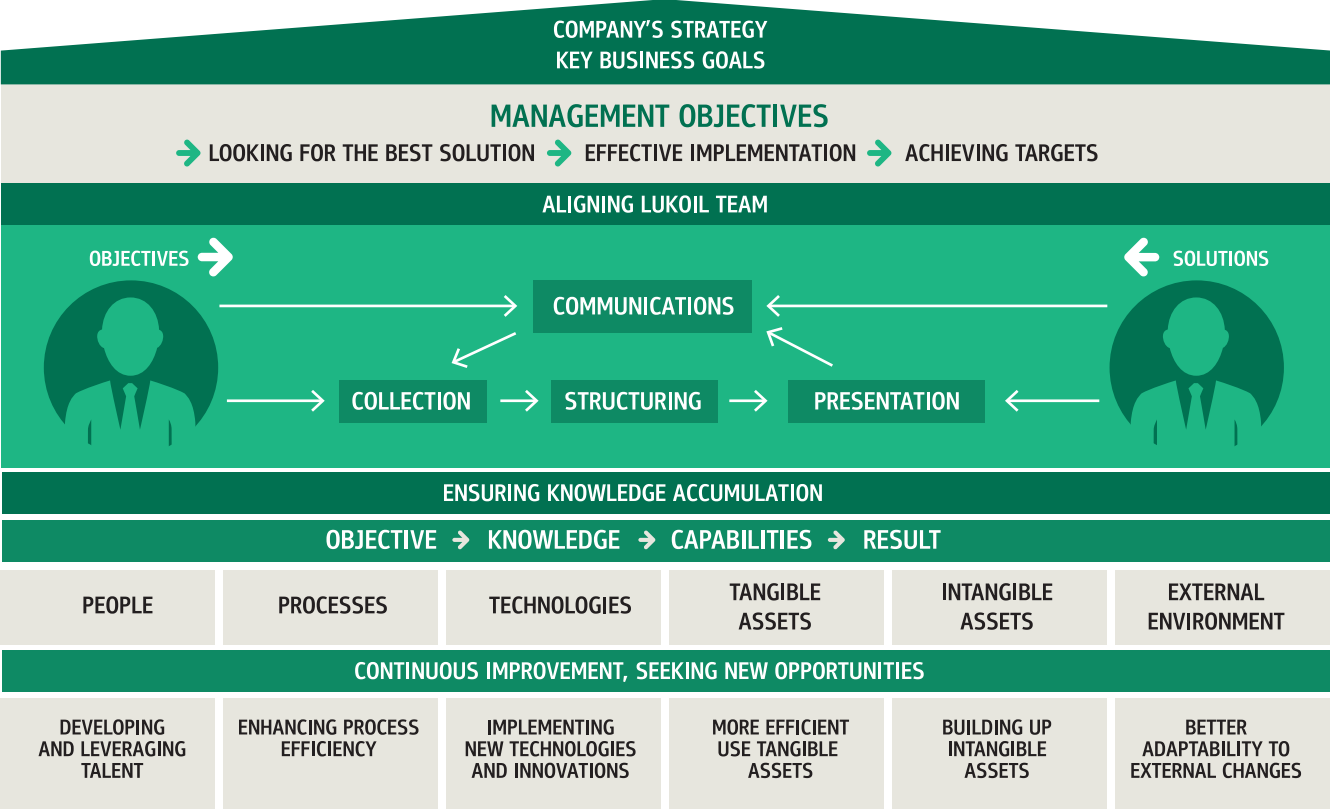 COMPANY'S STRATEGY
KEY BUSINESS GOALS
MANAGEMENT OBJECTIVES
LOOKING FOR THE BEST SOLUTION → EFFECTIVE IMPLEMENTATION → ACHIEVING TARGETS
ALIGNING LUKOIL TEAM
OBJECTIVES
SOLUTIONS
COMMUNICATIONS
COLLECTION
STRUCTURING
PRESENTATION
ENSURING KNOWLEDGE ACCUMULATION
OBJECTIVE → KNOWLEDGE → CAPABILITIES → RESULT
PEOPLE
PROCESSES
TECHNOLOGIES
TANGIBLE
ASSETS
INTANGIBLE
ASSETS
EXTERNAL
ENVIRONMENT
CONTINUOUS IMPROVEMENT, SEEKING NEW OPPORTUNITIES
DEVELOPING
AND LEVERAGING
TALENT
ENHANCING PROCESS
EFFICIENCY
IMPLEMENTING
NEW TECHNOLOGIES
AND INNOVATIONS
MORE EFFICIENT
USE TANGIBLE
ASSETS
BUILDING UP
INTANGIBLE
ASSETS
BETTER
ADAPTABILITY TO
EXTERNAL CHANGES